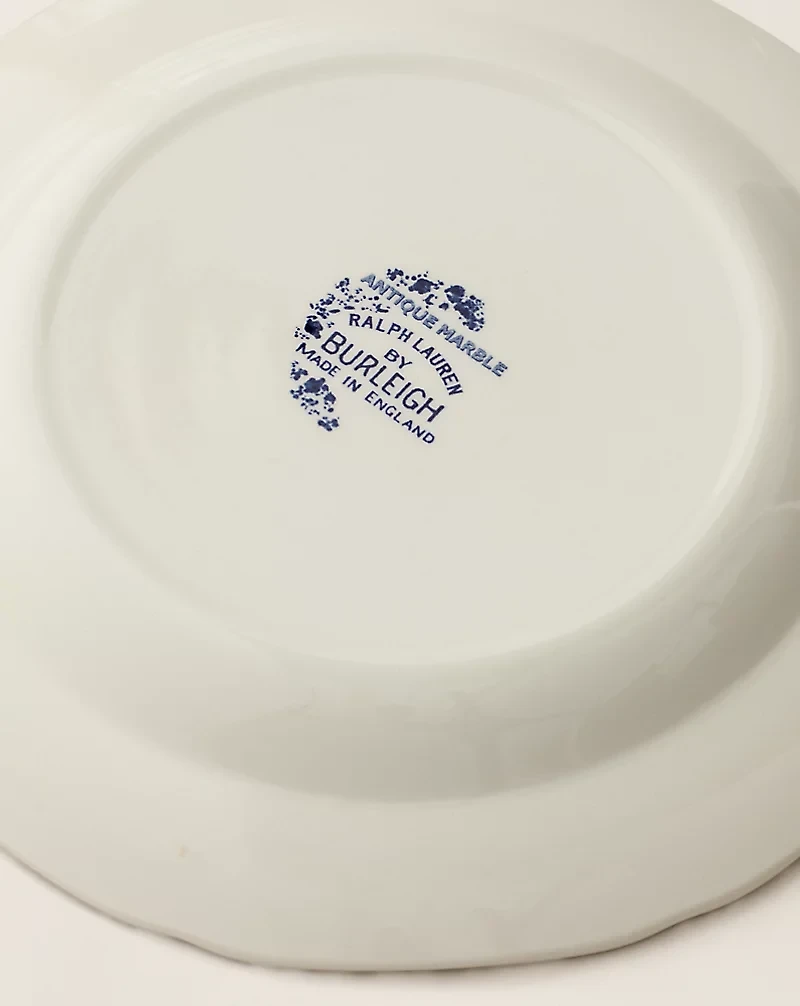 ANTIQUE MARBLE
RALPH LAUREN
BY
BURLEIGH
MADE IN ENGLAND